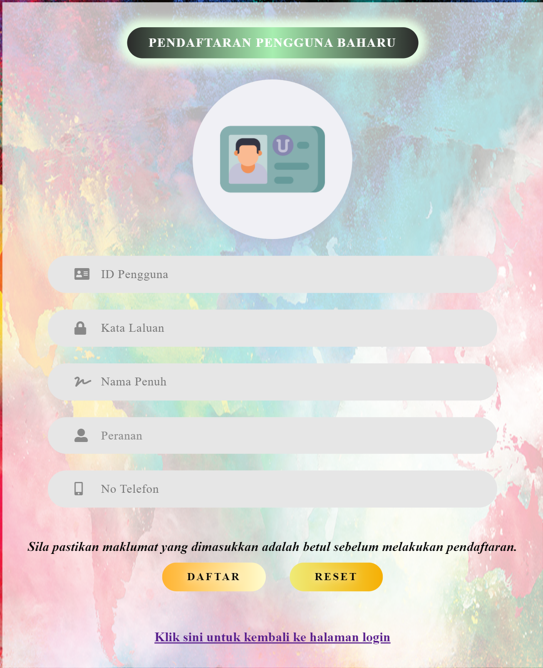 PENDAFTARAN PENGGUNA BAHARU
U
ID Pengguna
Kata Laluan
Nama Penuh
Peranan
No Telefon
Sila pastikan maklumat yang dimasukkan adalah betul sebelum melakukan pendaftaran.
DAFTAR RESET
Klik sini untuk kembali ke halaman login